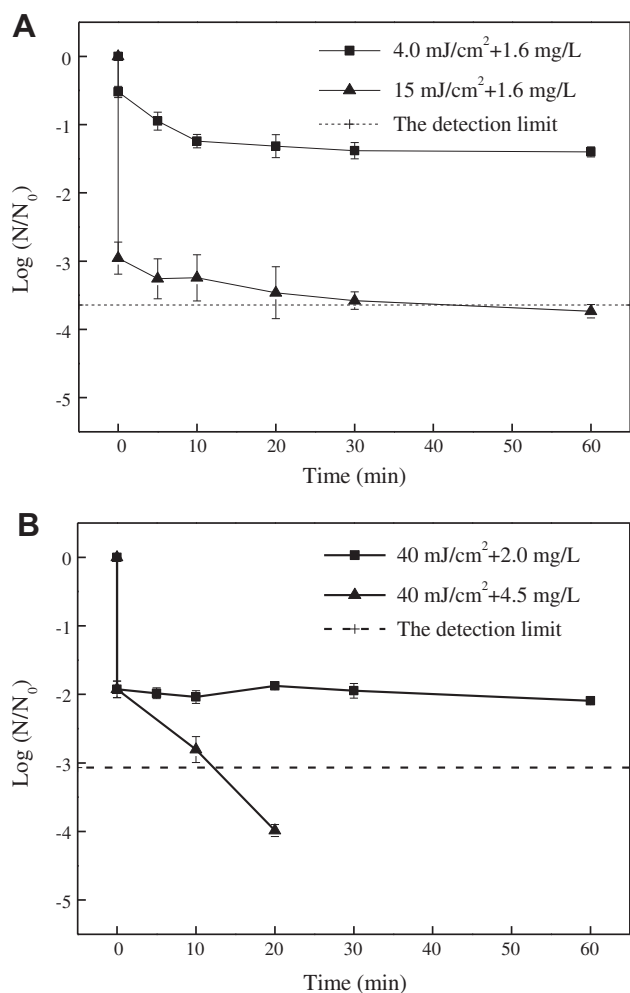 A
4.0 mJ/cm²+1.6 mg/L
15 mJ/cm²+1.6 mg/L
The detection limit
Log (N/N₀)
0
-1
-2
-3
-4
-5
0 10 20 30 40 50 60
Time (min)
B
40 mJ/cm²+2.0 mg/L
40 mJ/cm²+4.5 mg/L
The detection limit
Log (N/N₀)
0
-1
-2
-3
-4
-5
0 10 20 30 40 50 60
Time (min)